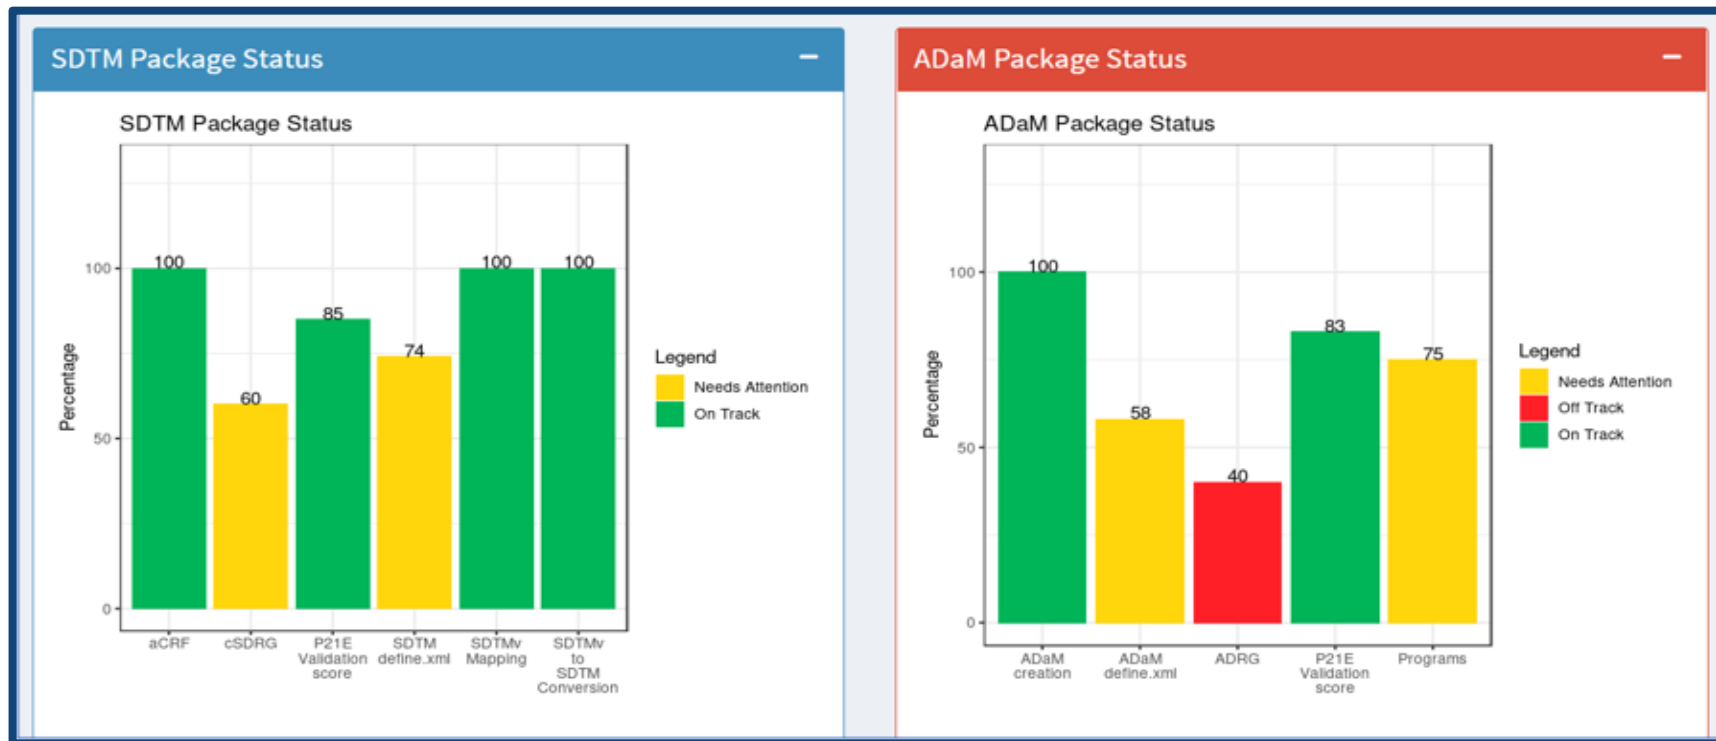 SDTM Package Status
SDTM Package Status
Percentage
100
50
0
100
60
85
74
100
100
aCRF
cSDRG
P21E
Validation
score
SDTM
define.xml
SDTMv
Mapping
SDTMv
to
SDTM
Conversion
Legend
Needs Attention
On Track
ADaM Package Status
ADaM Package Status
Percentage
100
50
0
100
58
40
83
75
ADaM
creation
ADaM
define.xml
ADRG
P21E
Validation
score
Programs
Legend
Needs Attention
Off Track
On Track